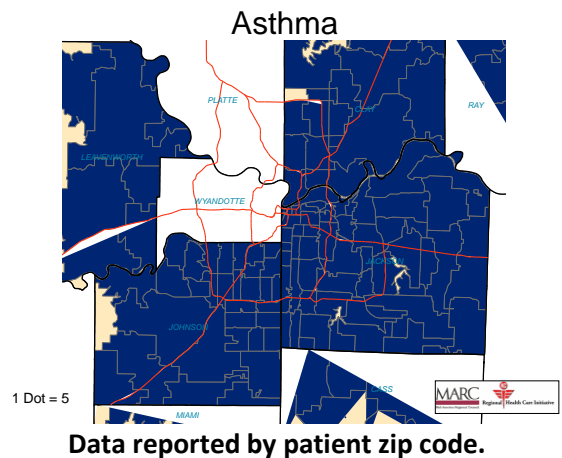 Asthma
PLATTE
CLAY
RAY
LEAVENWORTH
WYANDOTTE
JACKSON
JOHNSON
1 Dot = 5
CASS
MIAMI
MARC
Regional Health Care Initiative
Data reported by patient zip code.